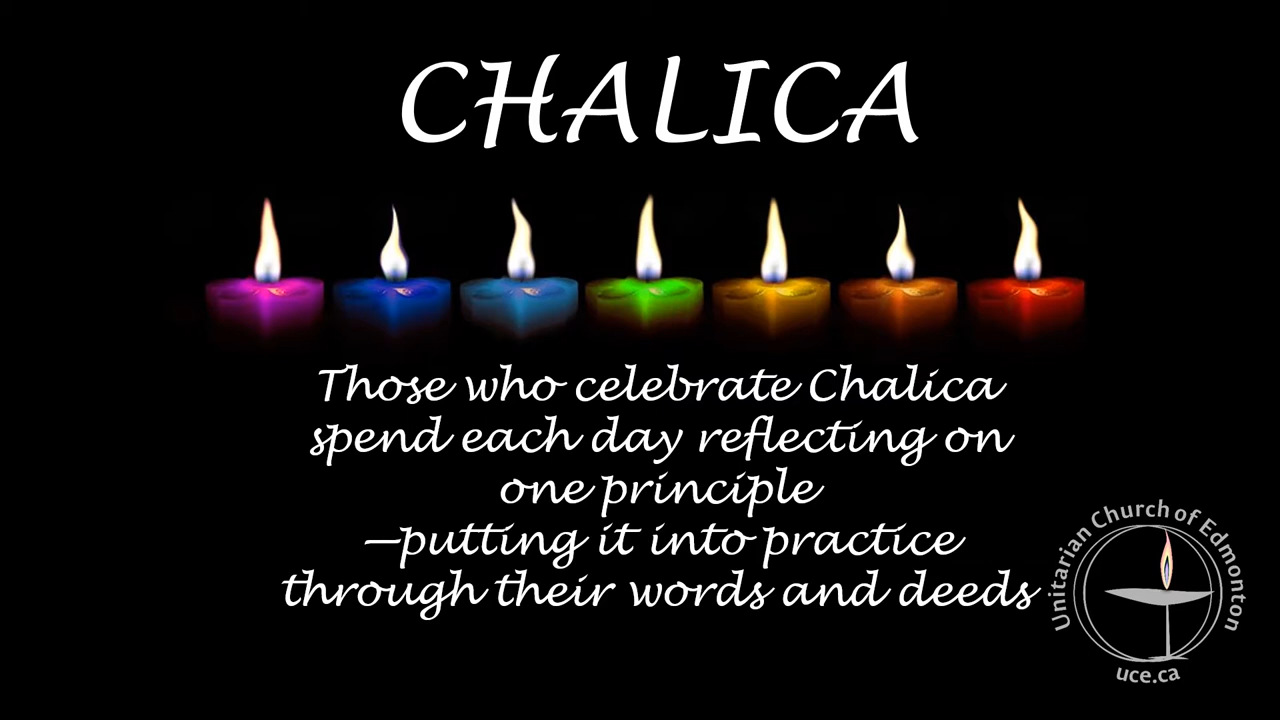 CHALICA
Those who celebrate Chalica
spend each day reflecting on
one principle
—putting it into practice
through their words and deeds
Unitarian Church of Edmonton
uce.ca